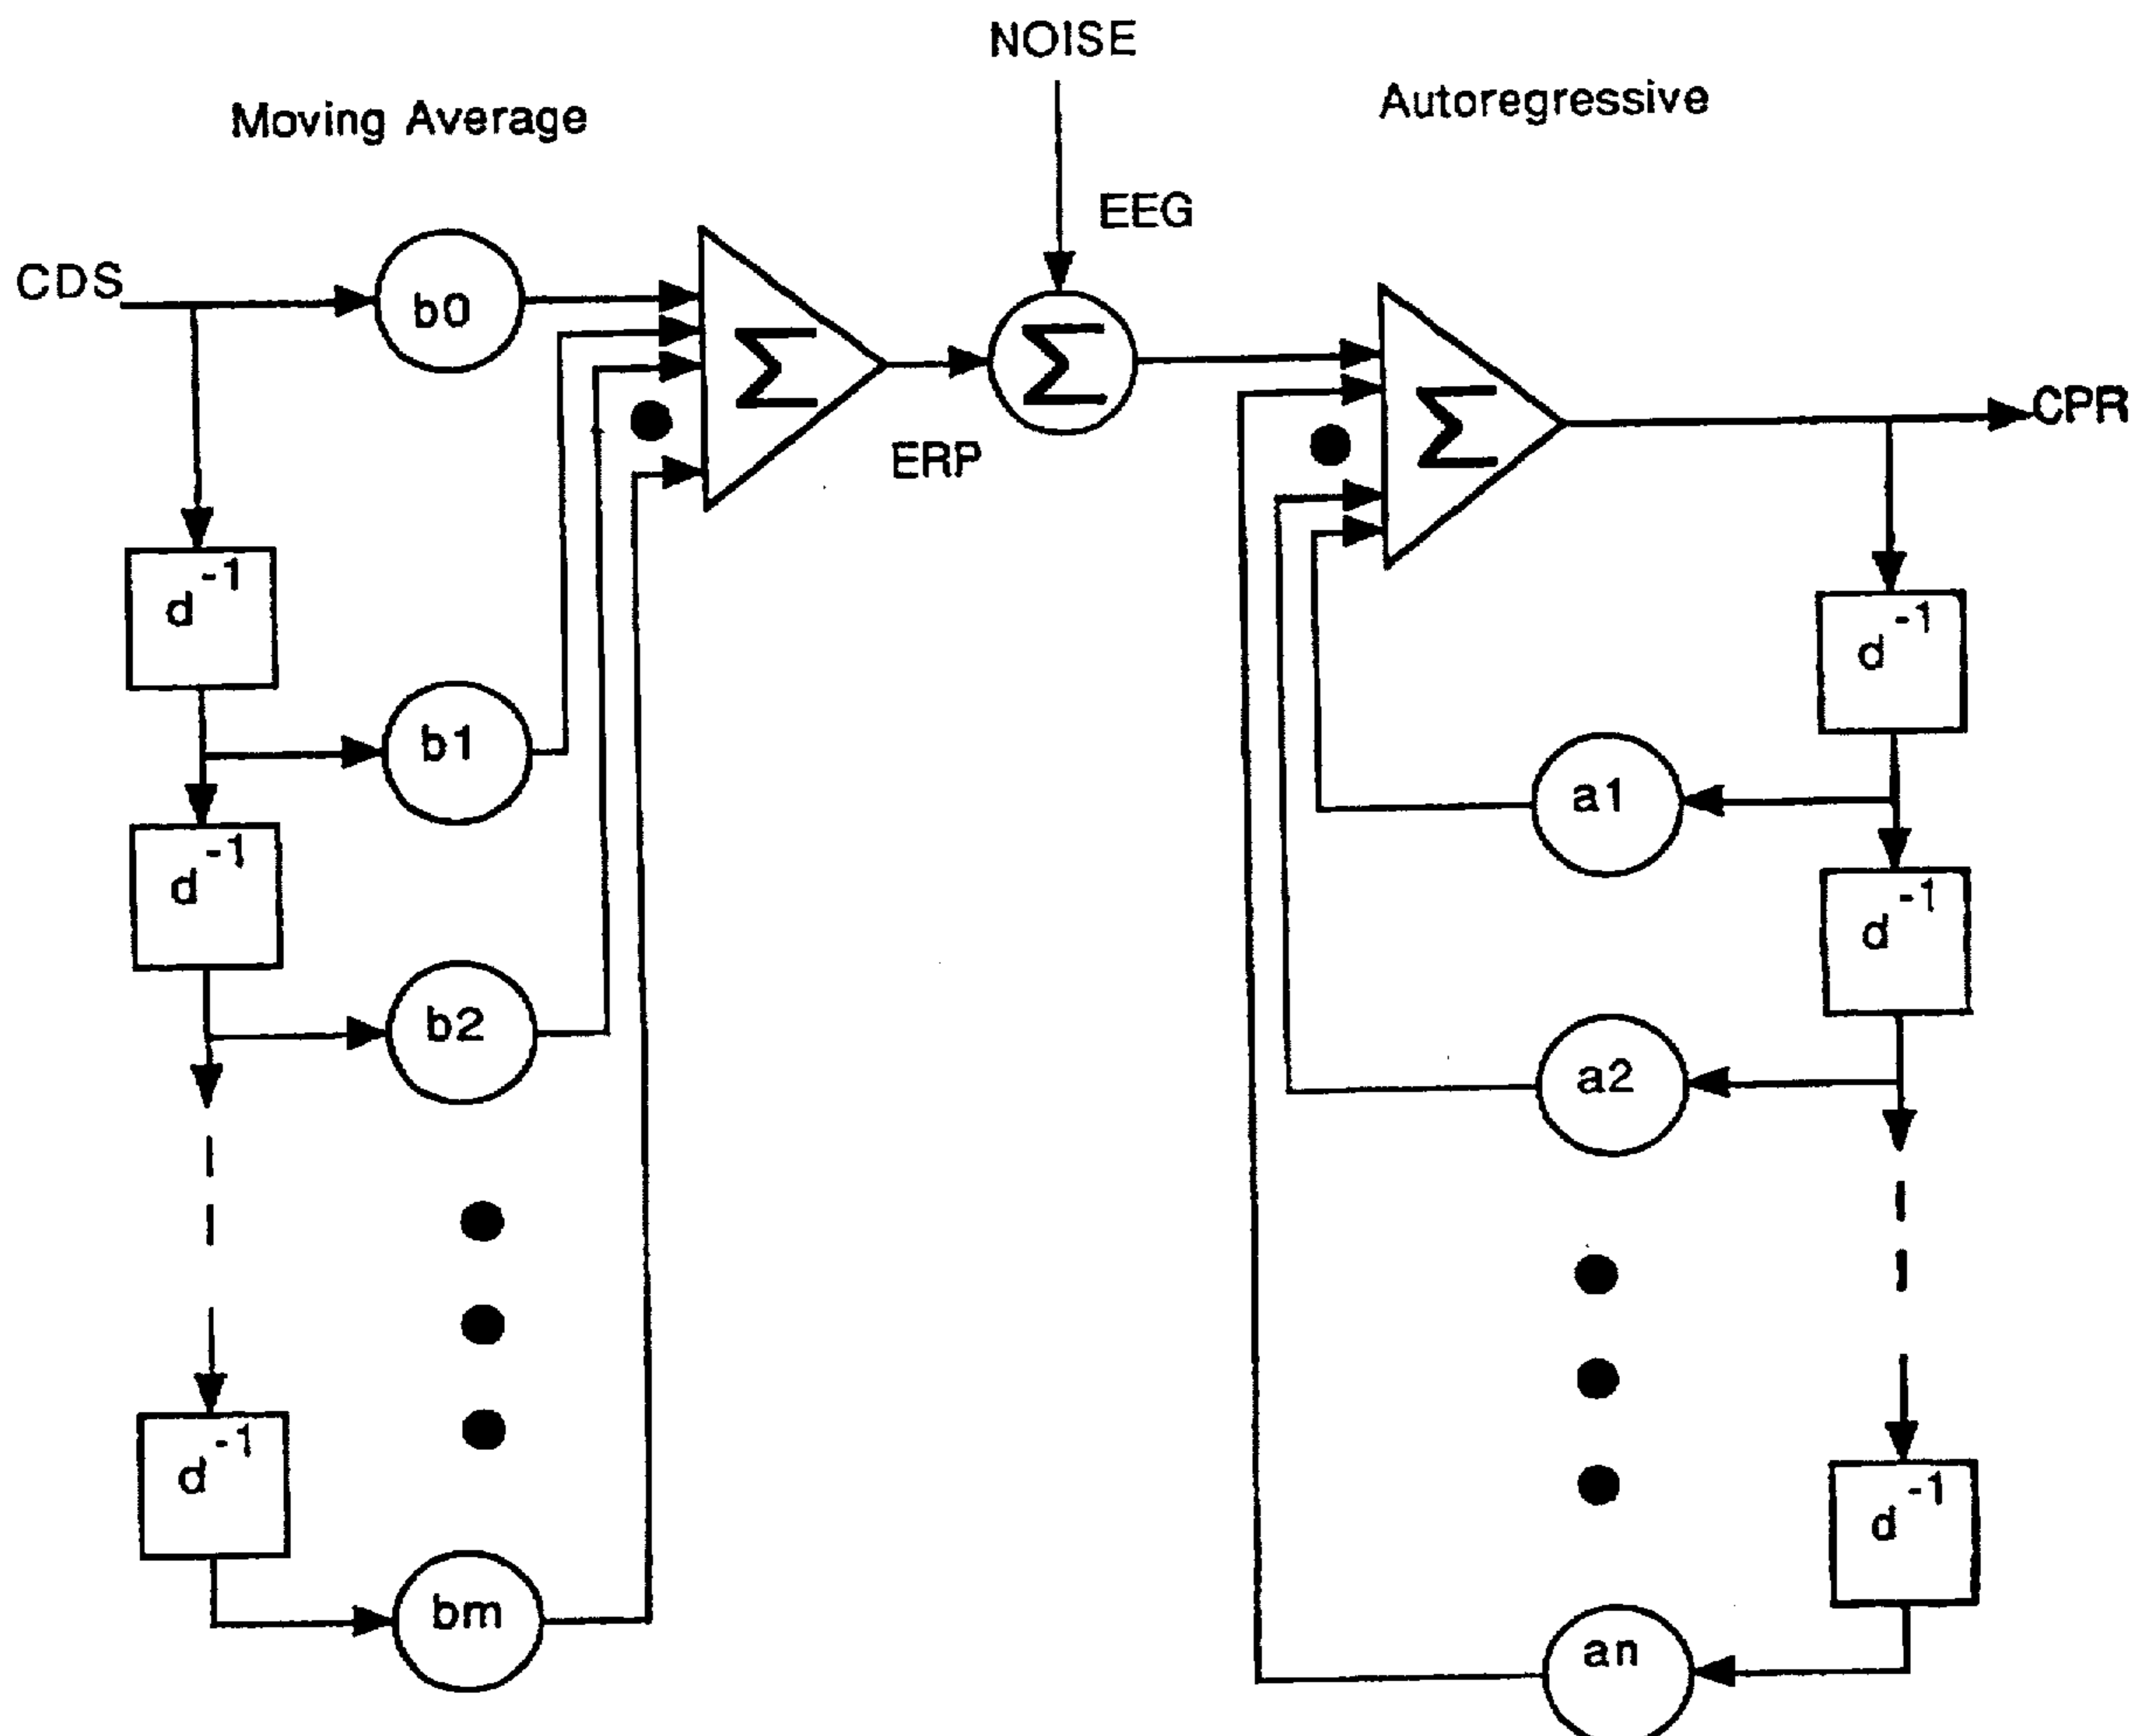 NOISE
Moving Average
Autoregressive
EEG
CDS
b0
Σ
Σ
Σ
CPR
ERP
d-1
d-1
b1
a1
d-1
d-1
b2
a2
d-1
d-1
bm
an